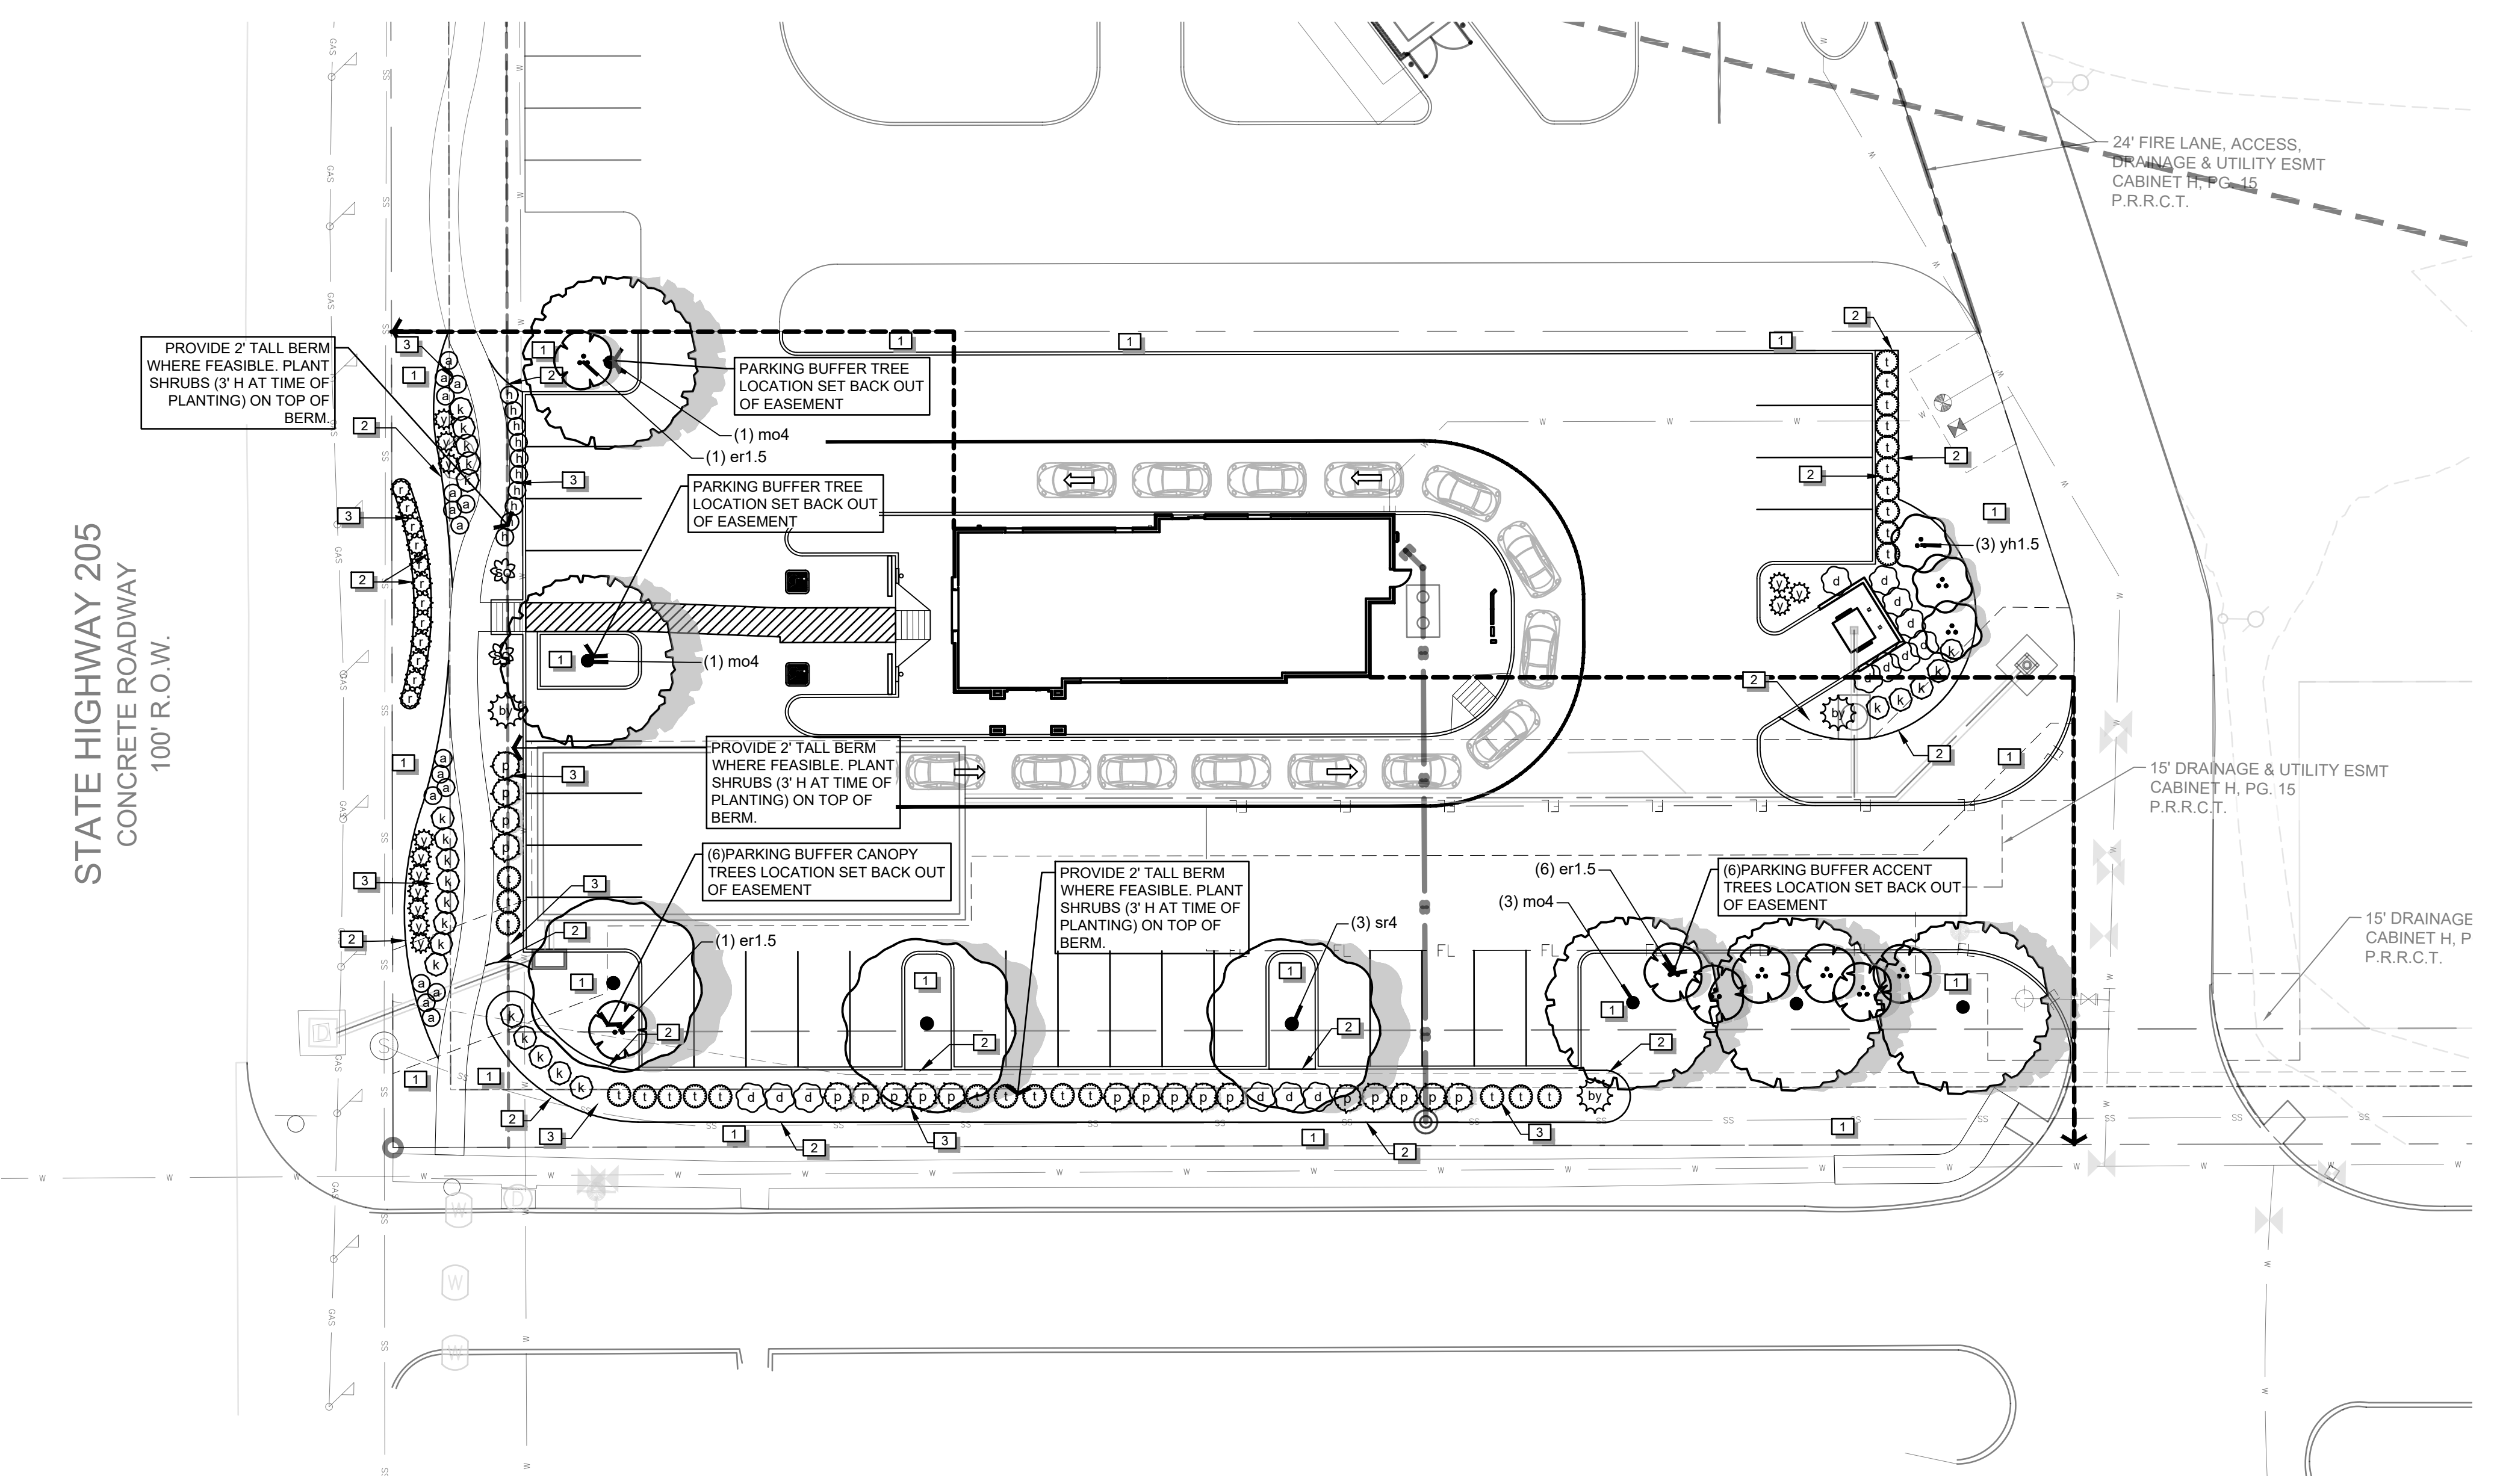 24' FIRE LANE, ACCESS,
DRAINAGE & UTILITY ESMT
CABINET H, PG. 15
P.R.R.C.T.
PROVIDE 2' TALL BERM
WHERE FEASIBLE. PLANT
SHRUBS (3' H AT TIME OF
PLANTING) ON TOP OF
BERM.
PARKING BUFFER TREE
LOCATION SET BACK OUT
OF EASEMENT
(1) mo4
(1) er1.5
PARKING BUFFER TREE
LOCATION SET BACK OUT
OF EASEMENT
(3) yh1.5
STATE HIGHWAY 205
CONCRETE ROADWAY
100' R.O.W.
(1) mo4
PROVIDE 2' TALL BERM
WHERE FEASIBLE. PLANT
SHRUBS (3' H AT TIME OF
PLANTING) ON TOP OF
BERM.
15' DRAINAGE & UTILITY ESMT
CABINET H, PG. 15
P.R.R.C.T.
(6)PARKING BUFFER CANOPY
TREES LOCATION SET BACK OUT
OF EASEMENT
PROVIDE 2' TALL BERM
WHERE FEASIBLE. PLANT
SHRUBS (3' H AT TIME OF
PLANTING) ON TOP OF
BERM.
(6) er1.5
(3) mo4
(6)PARKING BUFFER ACCENT
TREES LOCATION SET BACK OUT
OF EASEMENT
(3) sr4
(1) er1.5
15' DRAINAGE
CABINET H, P
P.R.R.C.T.
FL FL FL
t t t t t d d d p p p p p t t t t t p p p p p d d d p p p p p t t t by